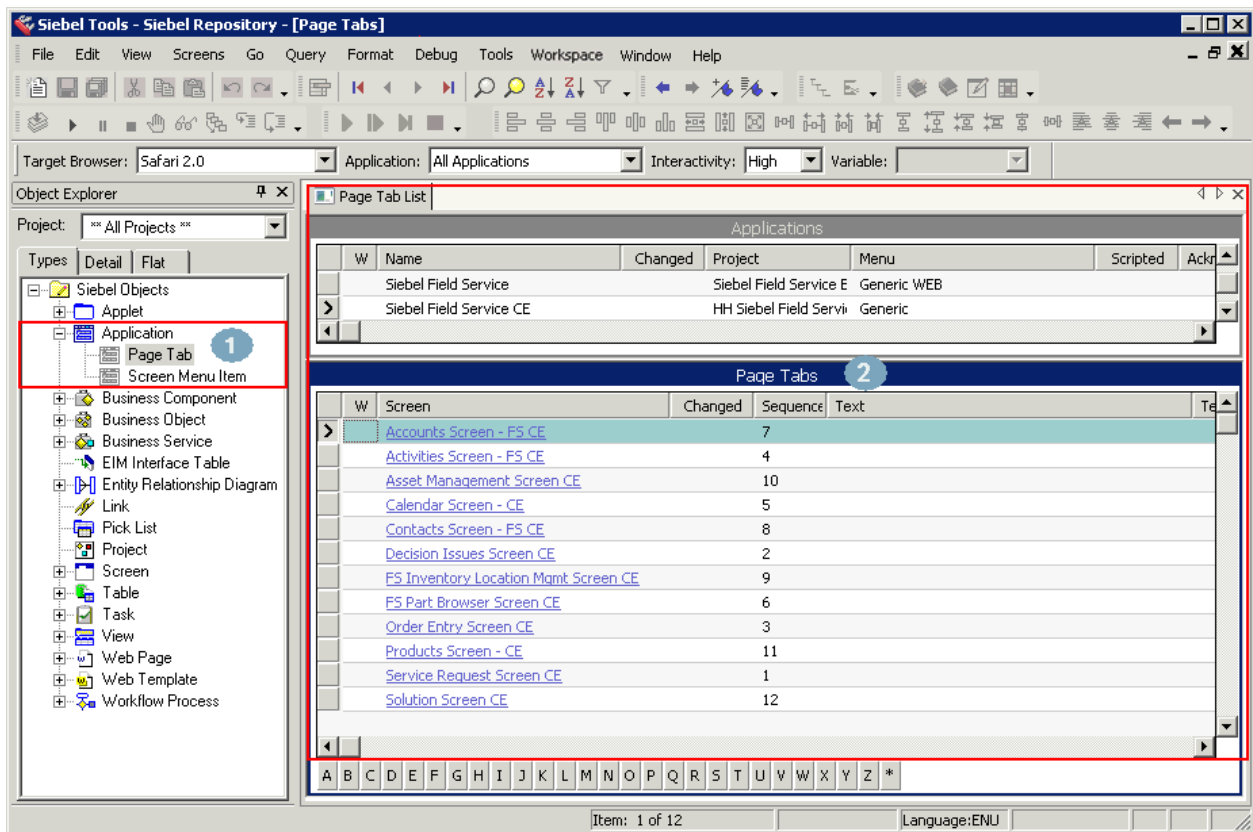 Siebel Tools - Siebel Repository - [Page Tabs]
File Edit View Screens Go Query Format Debug Tools Workspace Window Help
Target Browser: Safari 2.0 Application: All Applications Interactivity: High Variable:
Object Explorer
Project: ** All Projects **
Types Detail Flat
Siebel Objects
Applet
Application
Page Tab
1
Screen Menu Item
Business Component
Business Object
Business Service
EIM Interface Table
Entity Relationship Diagram
Link
Pick List
Project
Screen
Table
Task
View
Web Page
Web Template
Workflow Process
Page Tab List
Applications
W Name Changed Project Menu Scripted Ackr
Siebel Field Service Siebel Field Service E Generic WEB
Siebel Field Service CE HH Siebel Field Servi Generic
Page Tabs 2
W Screen Changed Sequence Text Te
Accounts Screen - FS CE 7
Activities Screen - FS CE 4
Asset Management Screen CE 10
Calendar Screen - CE 5
Contacts Screen - FS CE 8
Decision Issues Screen CE 2
FS Inventory Location Mgmt Screen CE 9
FS Part Browser Screen CE 6
Order Entry Screen CE 3
Products Screen - CE 11
Service Request Screen CE 1
Solution Screen CE 12
A B C D E F G H I J K L M N O P Q R S T U V W X Y Z *
Item: 1 of 12 Language:ENU